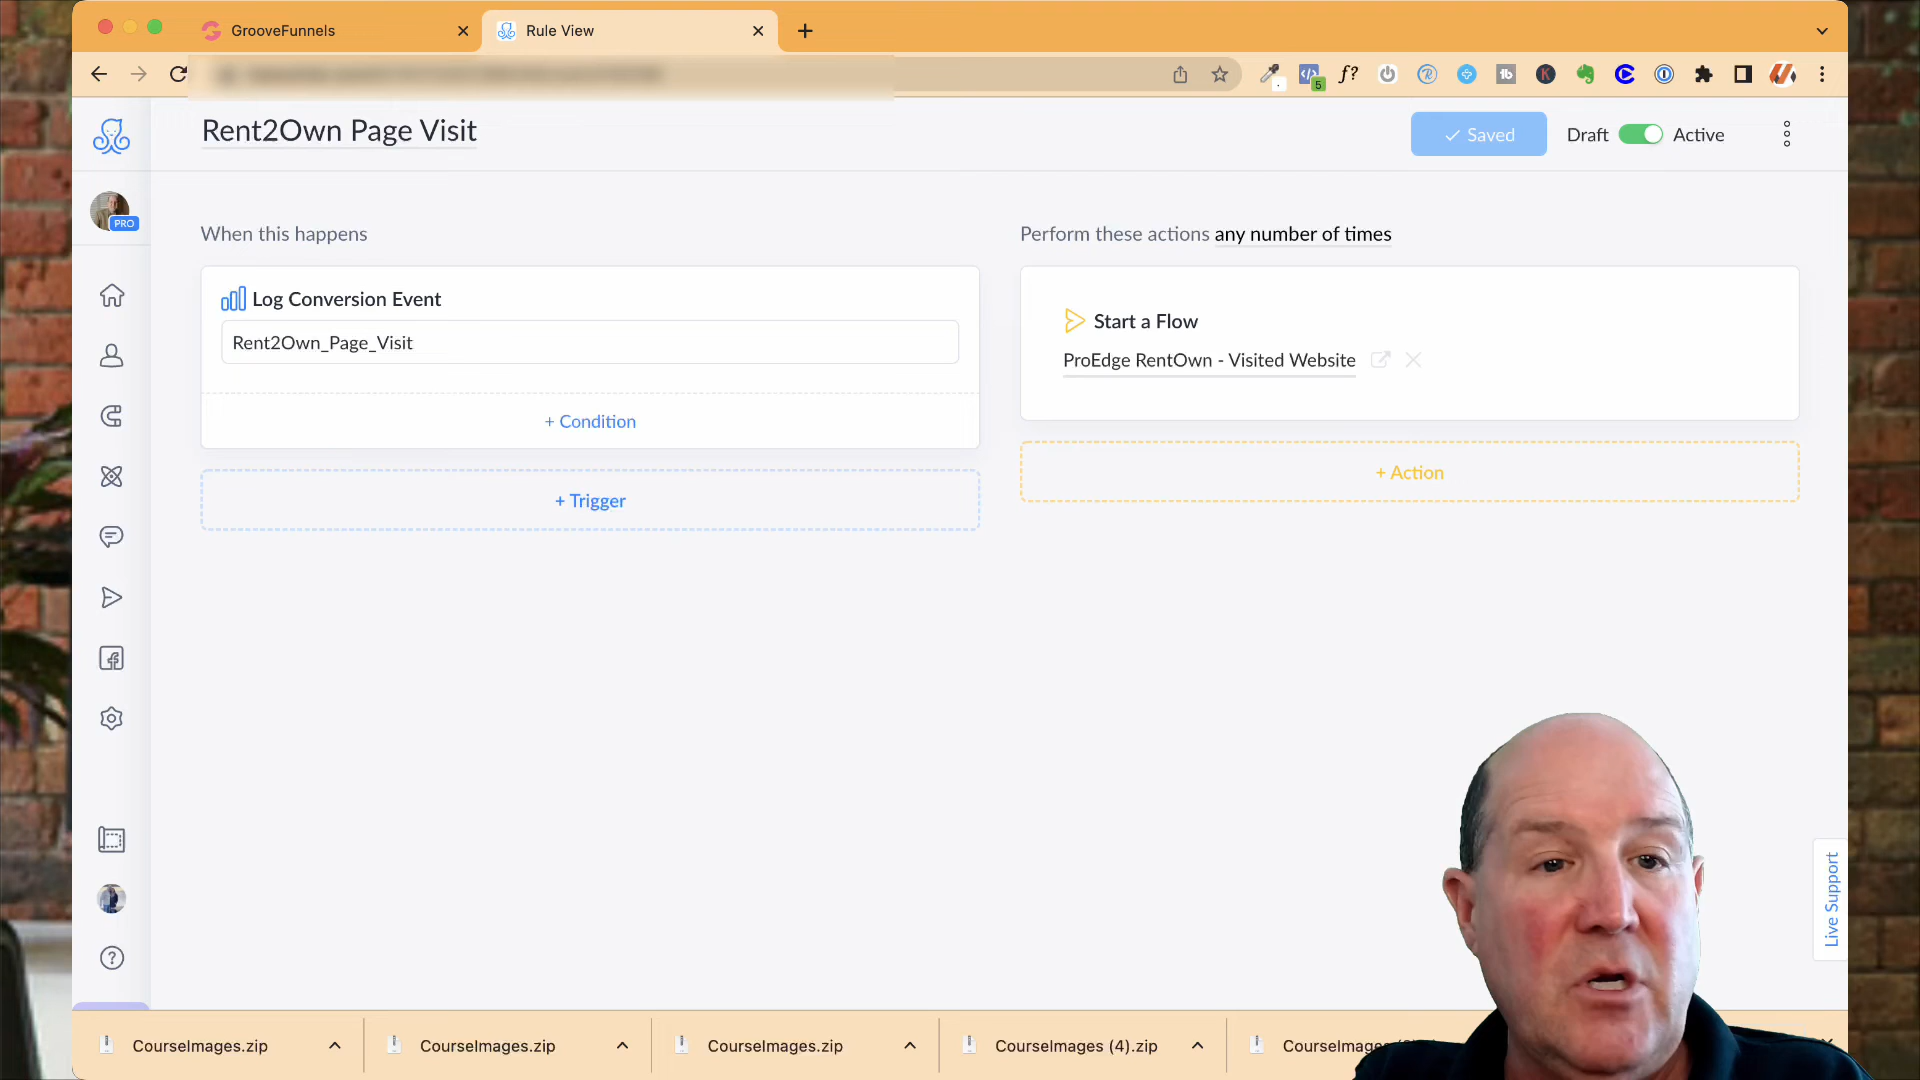 GrooveFunnels
Rule View
5
Rent2Own Page Visit
Saved
Draft
Active
PRO
When this happens
Log Conversion Event
Rent2Own_Page_Visit
+ Condition
+ Trigger
Perform these actions any number of times
Start a Flow
ProEdge RentOwn - Visited Website
+ Action
Live Support
CourseImages.zip
CourseImages.zip
CourseImages.zip
CourseImages (4).zip
CourseImages